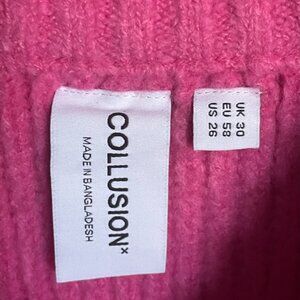 COLLUSION×
MADE IN BANGLADESH
UK 30
EU 58
US 26